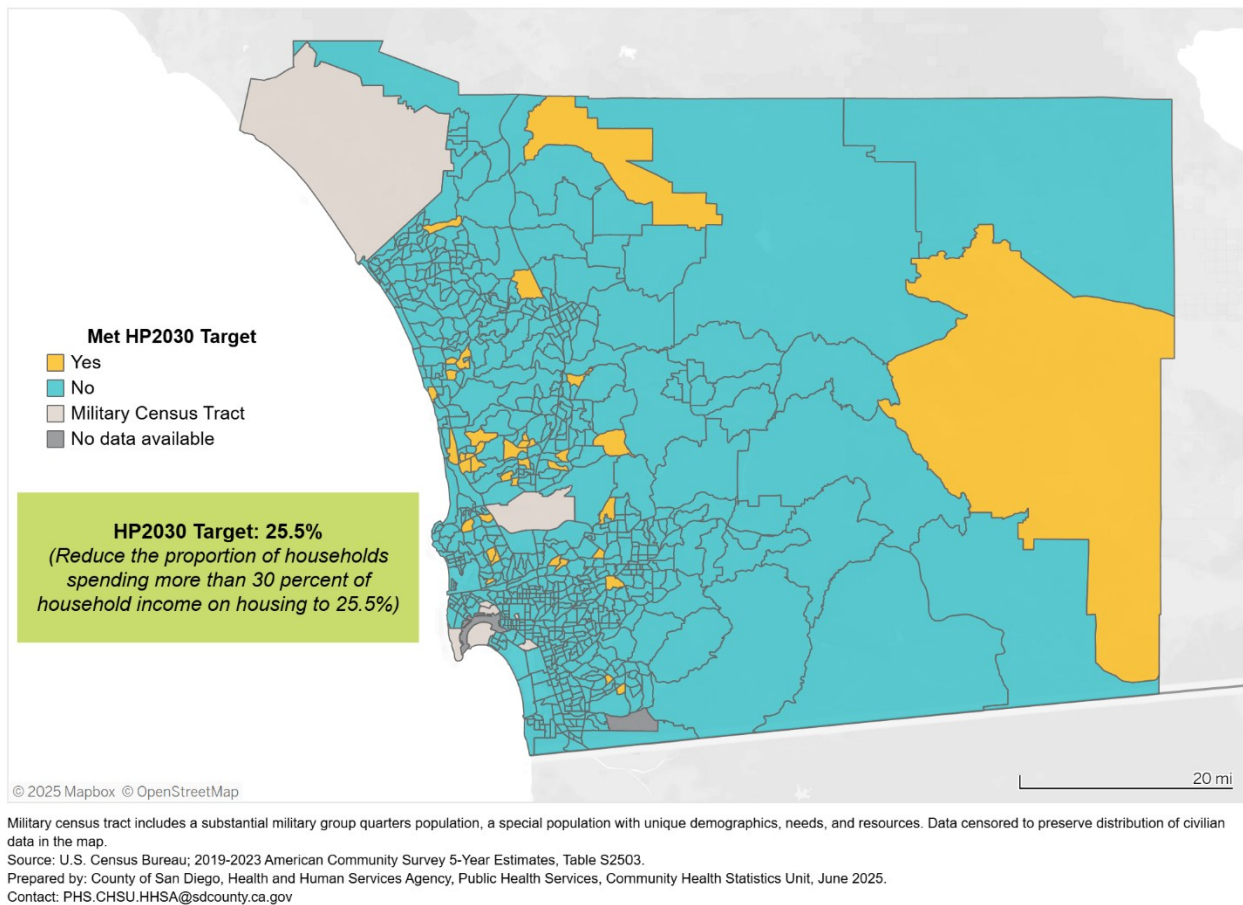 Met HP2030 Target
Yes
No
Military Census Tract
No data available
HP2030 Target: 25.5%
(Reduce the proportion of households
spending more than 30 percent of
household income on housing to 25.5%)
© 2025 Mapbox © OpenStreetMap
20 mi
Military census tract includes a substantial military group quarters population, a special population with unique demographics, needs, and resources. Data censored to preserve distribution of civilian
data in the map.
Source: U.S. Census Bureau; 2019-2023 American Community Survey 5-Year Estimates, Table S2503.
Prepared by: County of San Diego, Health and Human Services Agency, Public Health Services, Community Health Statistics Unit, June 2025.
Contact: PHS.CHSU.HHSA@sdcounty.ca.gov